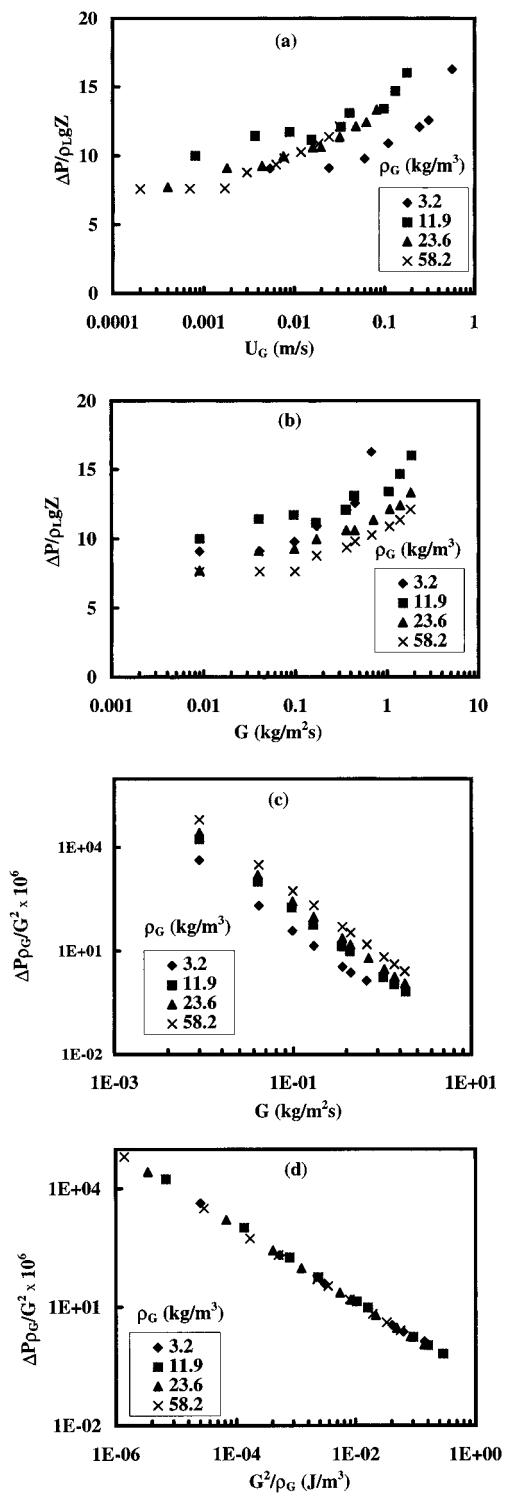 (a)
ΔP/ρLgZ
20
15
10
5
0
ρG (kg/m³)
3.2
11.9
23.6
58.2
0.0001 0.001 0.01 0.1 1
UG (m/s)
(b)
ΔP/ρLgZ
20
15
10
5
0
ρG (kg/m³)
3.2
11.9
23.6
58.2
0.001 0.01 0.1 1 10
G (kg/m²s)
(c)
ΔPρG/G² x 10⁶
1E+04
1E+01
1E-02
ρG (kg/m³)
3.2
11.9
23.6
58.2
1E-03 1E-01 1E+01
G (kg/m²s)
(d)
ΔPρG/G² x 10⁶
1E+04
1E+01
1E-02
ρG (kg/m³)
3.2
11.9
23.6
58.2
1E-06 1E-04 1E-02 1E+00
G²/ρG (J/m³)